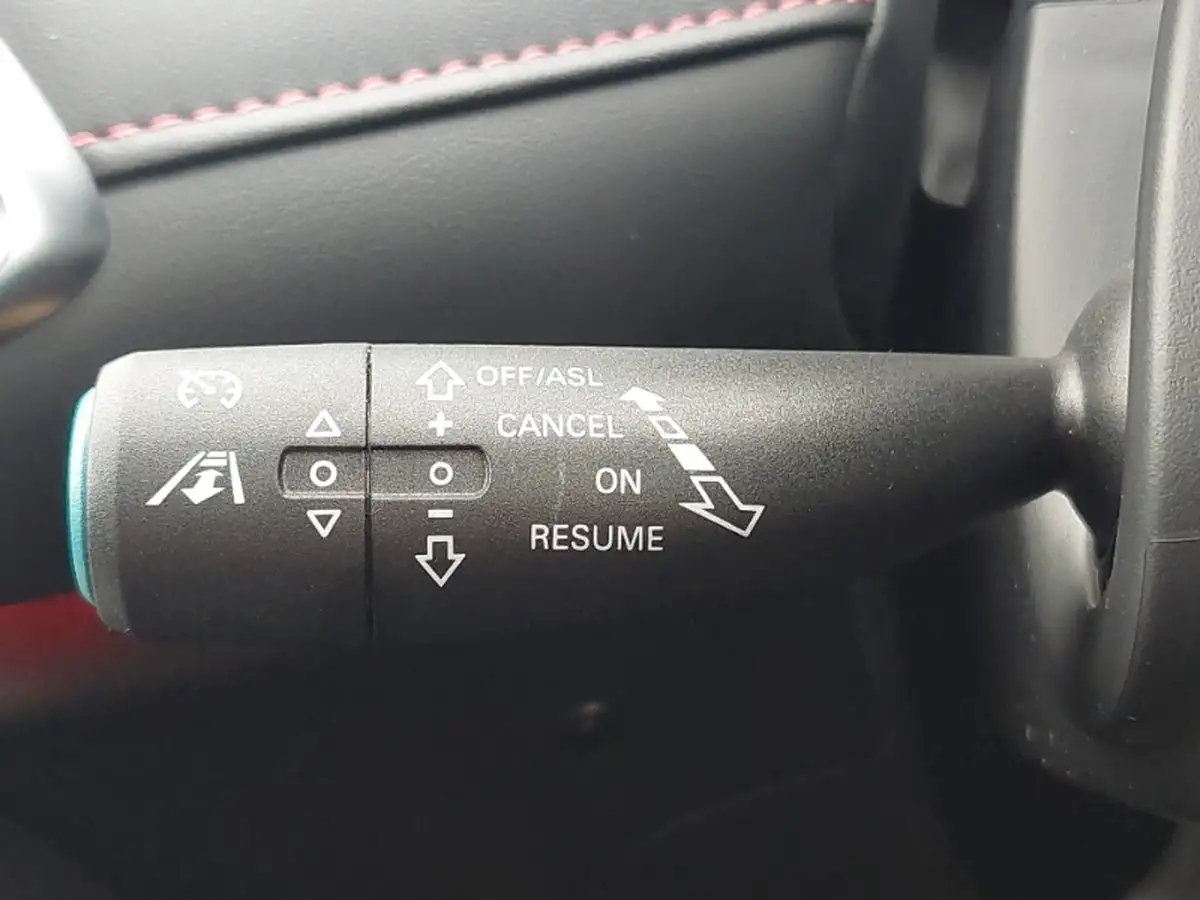 OFF/ASL
+
CANCEL
ON
-
RESUME